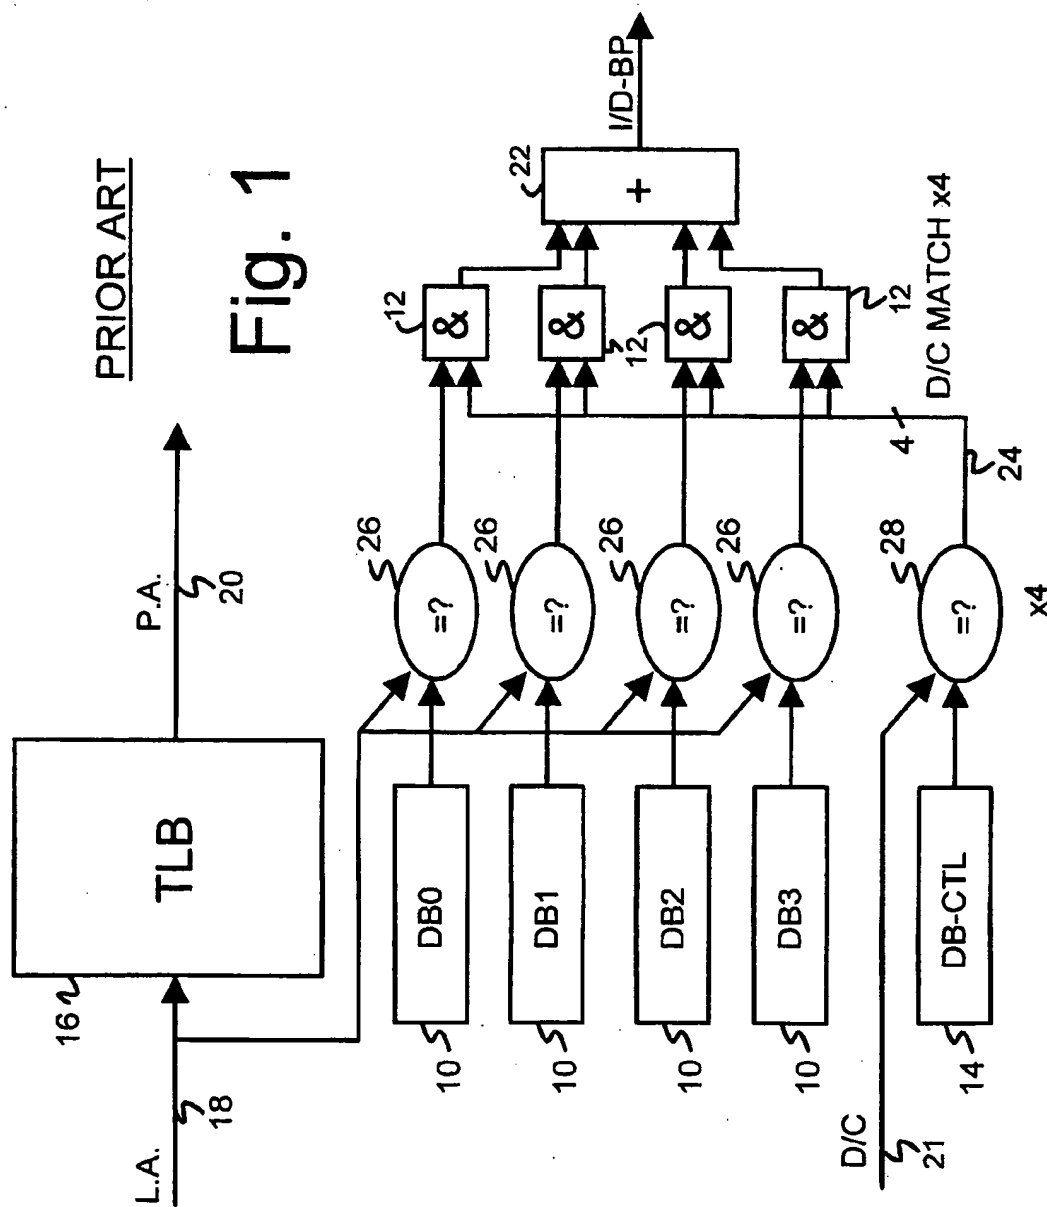 PRIOR ART
Fig. 1
L.A.
18
16
TLB
P.A.
20
10
DB0
=?
26
12
&
10
DB1
=?
26
12
&
10
DB2
=?
26
&
10
DB3
=?
26
12
&
22
+
I/D-BP
D/C
21
14
DB-CTL
=?
28
x4
24
4
D/C MATCH x4